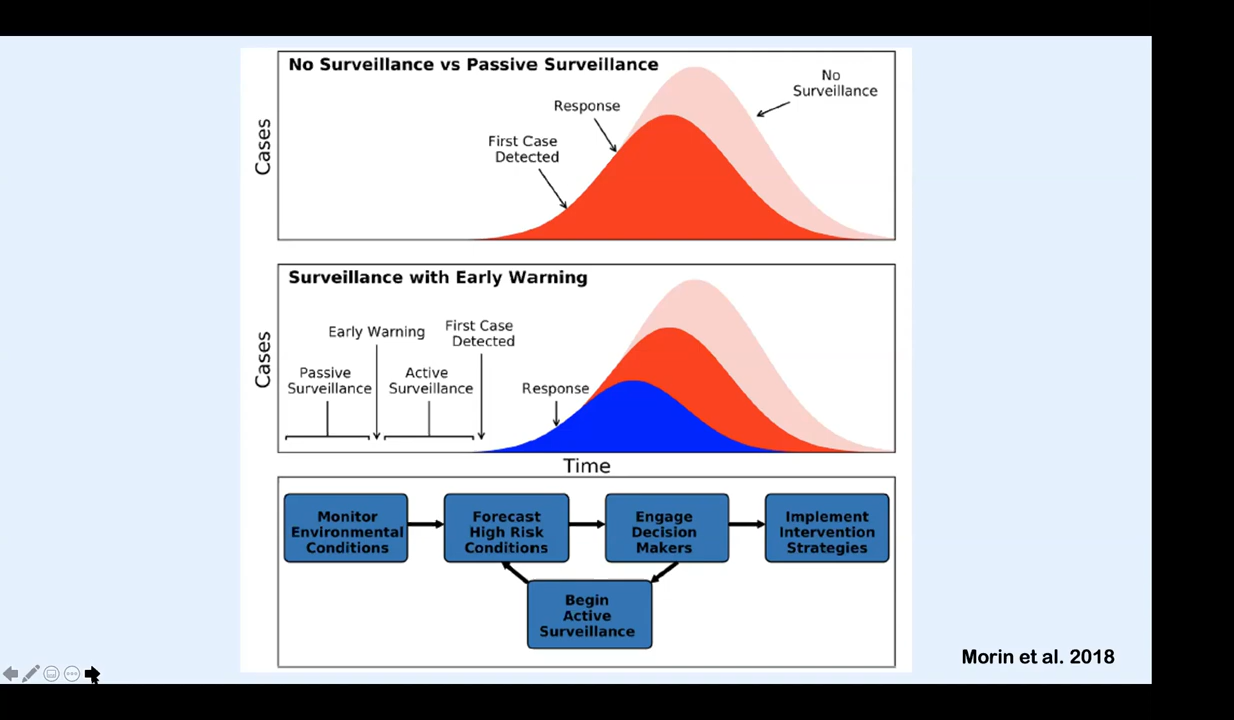 No Surveillance vs Passive Surveillance
No
Surveillance
Response
First Case
Detected
Cases
Surveillance with Early Warning
Early Warning
First Case
Detected
Passive
Surveillance
Active
Surveillance
Response
Cases
Time
Monitor
Environmental
Conditions
Forecast
High Risk
Conditions
Engage
Decision
Makers
Implement
Intervention
Strategies
Begin
Active
Surveillance
Morin et al. 2018